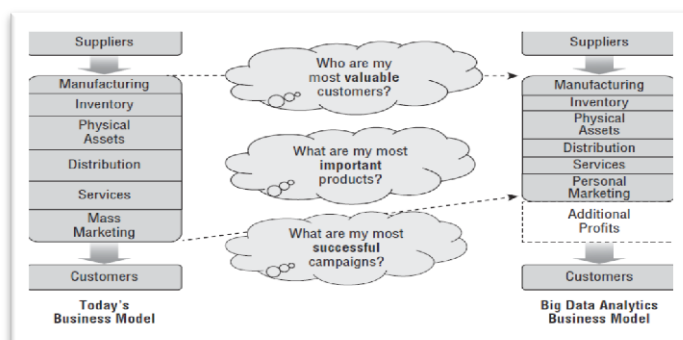 Suppliers
Manufacturing
Inventory
Physical
Assets
Distribution
Services
Mass
Marketing
Customers
Today's
Business Model
Who are my
most valuable
customers?
What are my most
important
products?
What are my most
successful
campaigns?
Suppliers
Manufacturing
Inventory
Physical
Assets
Distribution
Services
Personal
Marketing
Additional
Profits
Customers
Big Data Analytics
Business Model